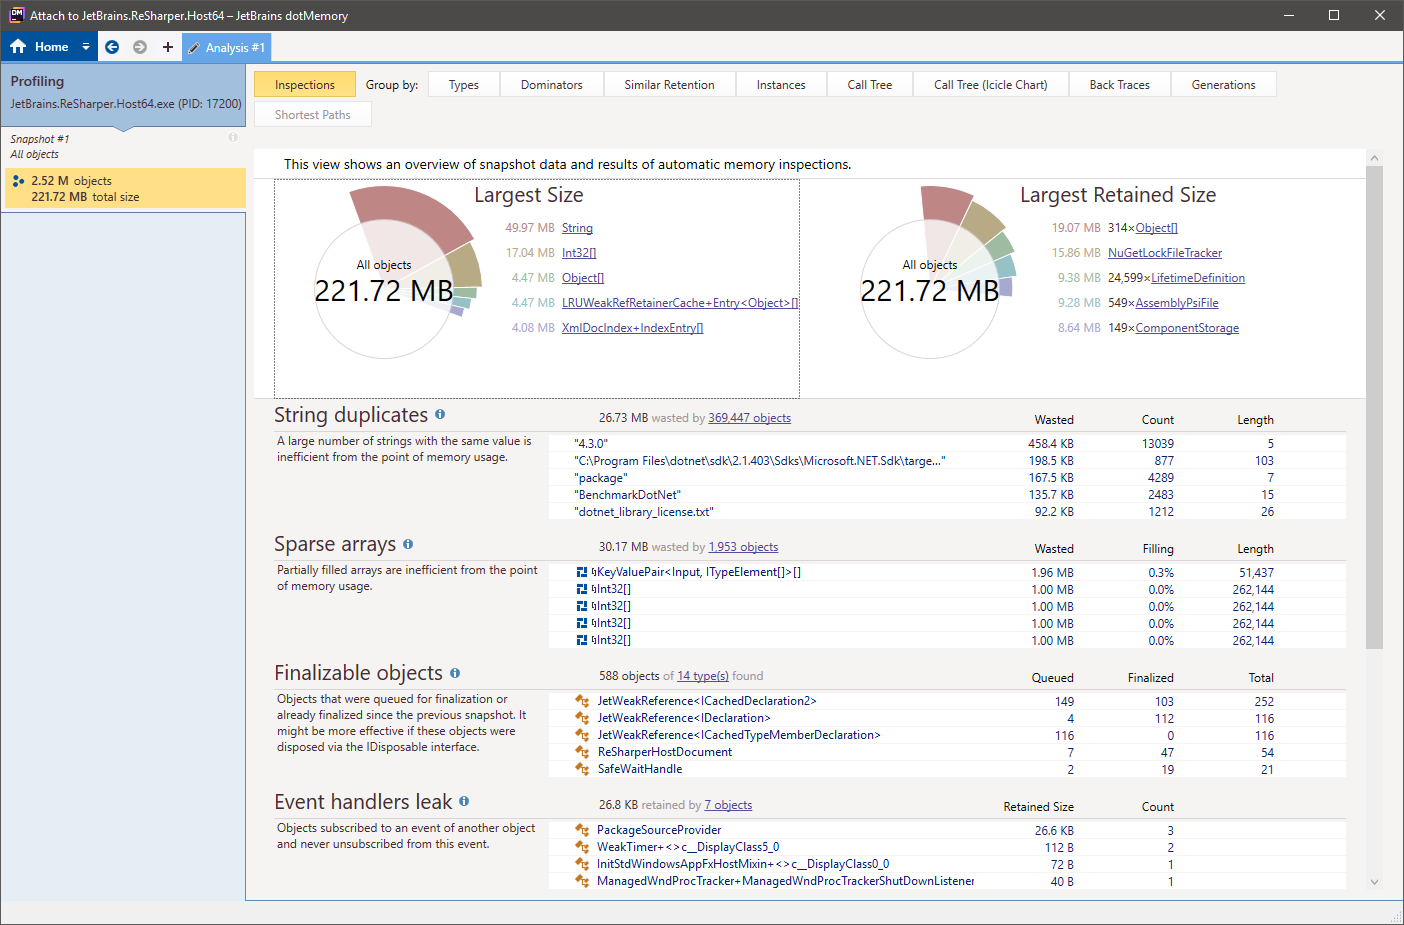 Attach to JetBrains.ReSharper.Host64 – JetBrains dotMemory
Home
Analysis #1
Profiling
JetBrains.ReSharper.Host64.exe (PID: 17200)
Snapshot #1
All objects
2.52 M objects
221.72 MB total size
Inspections Group by: Types Dominators Similar Retention Instances Call Tree Call Tree (Icicle Chart) Back Traces Generations
Shortest Paths
This view shows an overview of snapshot data and results of automatic memory inspections.
Largest Size
All objects
221.72 MB
49.97 MB String
17.04 MB Int32[]
4.47 MB Object[]
4.47 MB LRUWeakRefRetainerCache+Entry<Object>[]
4.08 MB XmlDocIndex+IndexEntry[]
Largest Retained Size
All objects
221.72 MB
19.07 MB 314×Object[]
15.86 MB NuGetLockFileTracker
9.38 MB 24,599×LifetimeDefinition
9.28 MB 549×AssemblyPsiFile
8.64 MB 149×ComponentStorage
String duplicates
A large number of strings with the same value is
inefficient from the point of memory usage.
26.73 MB wasted by 369,447 objects Wasted Count Length
"4.3.0" 458.4 KB 13039 5
"C:\Program Files\dotnet\sdk\2.1.403\Sdks\Microsoft.NET.Sdk\targe..." 198.5 KB 877 103
"package" 167.5 KB 4289 7
"BenchmarkDotNet" 135.7 KB 2483 15
"dotnet_library_license.txt" 92.2 KB 1212 26
Sparse arrays
Partially filled arrays are inefficient from the point
of memory usage.
30.17 MB wasted by 1,953 objects Wasted Filling Length
KeyValuePair<Input, ITypeElement[]>[] 1.96 MB 0.3% 51,437
Int32[] 1.00 MB 0.0% 262,144
Int32[] 1.00 MB 0.0% 262,144
Int32[] 1.00 MB 0.0% 262,144
Int32[] 1.00 MB 0.0% 262,144
Finalizable objects
Objects that were queued for finalization or
already finalized since the previous snapshot. It
might be more effective if these objects were
disposed via the IDisposable interface.
588 objects of 14 type(s) found Queued Finalized Total
JetWeakReference<ICachedDeclaration2> 149 103 252
JetWeakReference<IDeclaration> 4 112 116
JetWeakReference<ICachedTypeMemberDeclaration> 116 0 116
ReSharperHostDocument 7 47 54
SafeWaitHandle 2 19 21
Event handlers leak
Objects subscribed to an event of another object
and never unsubscribed from this event.
26.8 KB retained by 7 objects Retained Size Count
PackageSourceProvider 26.6 KB 3
WeakTimer+<>c__DisplayClass5_0 112 B 2
InitStdWindowsAppFxHostMixin+<>c__DisplayClass0_0 72 B 1
ManagedWndProcTracker+ManagedWndProcTrackerShutDownListener 40 B 1